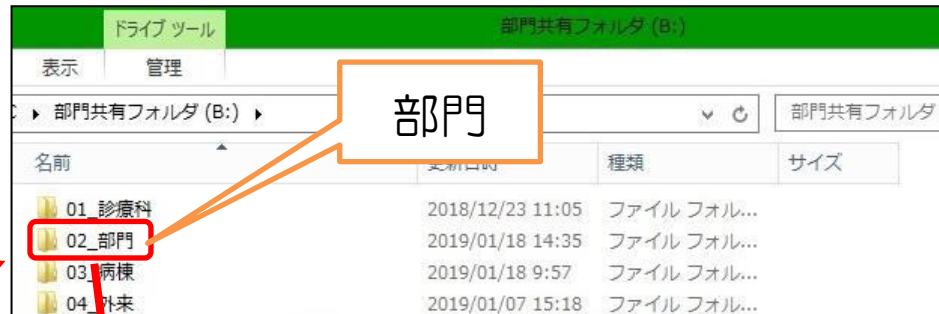 ドライブ ツール
部門共有フォルダ (B:)
表示 管理
▸ 部門共有フォルダ (B:) ▸
部門共有フォルダ
部門
名前 更新日時 種類 サイズ
01_診療科 2018/12/23 11:05 ファイル フォル...
02_部門 2019/01/18 14:35 ファイル フォル...
03_病棟 2019/01/18 9:57 ファイル フォル...
04_外来 2019/01/07 15:18 ファイル フォル...